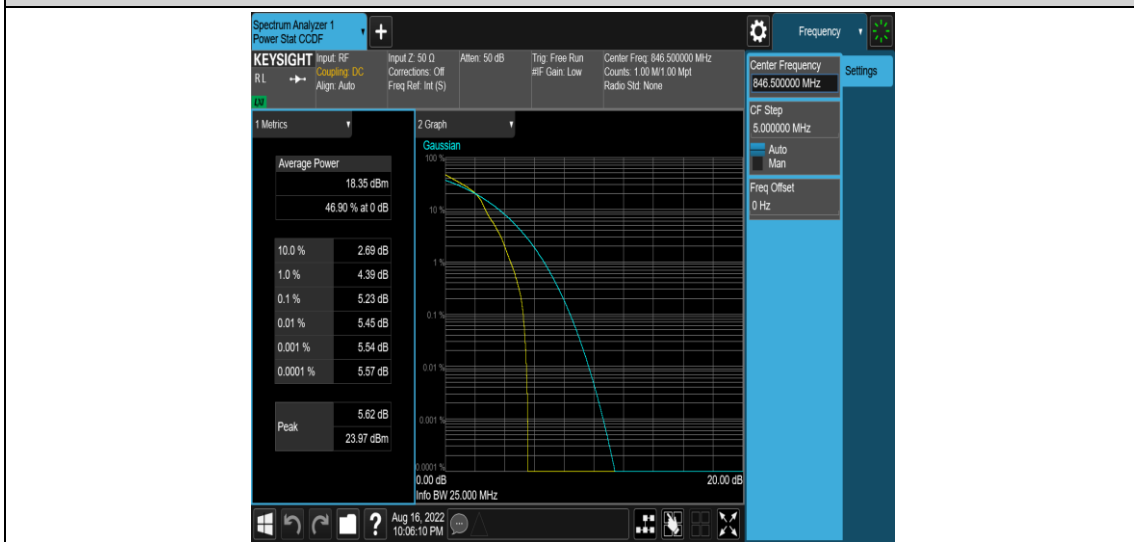 Spectrum Analyzer 1
Power Stat CCDF
+
Frequency
KEYSIGHT
RL
LXI
Input: RF
Coupling: DC
Align: Auto
Input Z: 50 Ω
Corrections: Off
Freq Ref: Int (S)
Atten: 50 dB
Trig: Free Run
#IF Gain: Low
Center Freq: 846.500000 MHz
Counts: 1.00 M/1.00 Mpt
Radio Std: None
Center Frequency
846.500000 MHz
Settings
CF Step
5.000000 MHz
Auto
Man
Freq Offset
0 Hz
1 Metrics
Average Power
18.35 dBm
46.90 % at 0 dB
10.0 % 2.69 dB
1.0 % 4.39 dB
0.1 % 5.23 dB
0.01 % 5.45 dB
0.001 % 5.54 dB
0.0001 % 5.57 dB
Peak
5.62 dB
23.97 dBm
2 Graph
Gaussian
100 %
10 %
1 %
0.1 %
0.01 %
0.001 %
0.0001 %
0.00 dB 20.00 dB
Info BW 25.000 MHz
?
Aug 16, 2022
10:06:10 PM